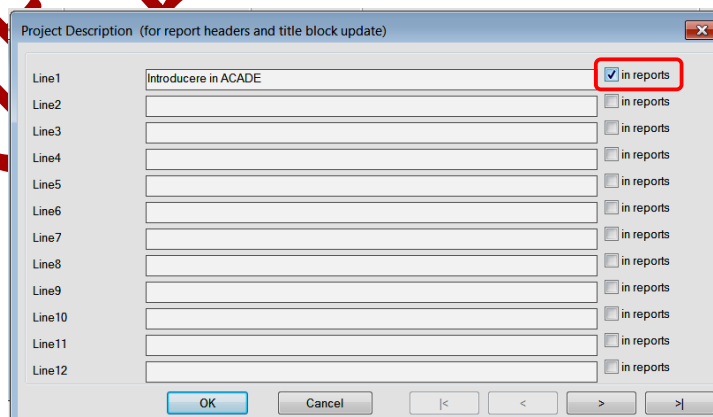 Project Description (for report headers and title block update)
Line1 Introducere in ACADE in reports
Line2 in reports
Line3 in reports
Line4 in reports
Line5 in reports
Line6 in reports
Line7 in reports
Line8 in reports
Line9 in reports
Line10 in reports
Line11 in reports
Line12 in reports
OK Cancel |< < > >|